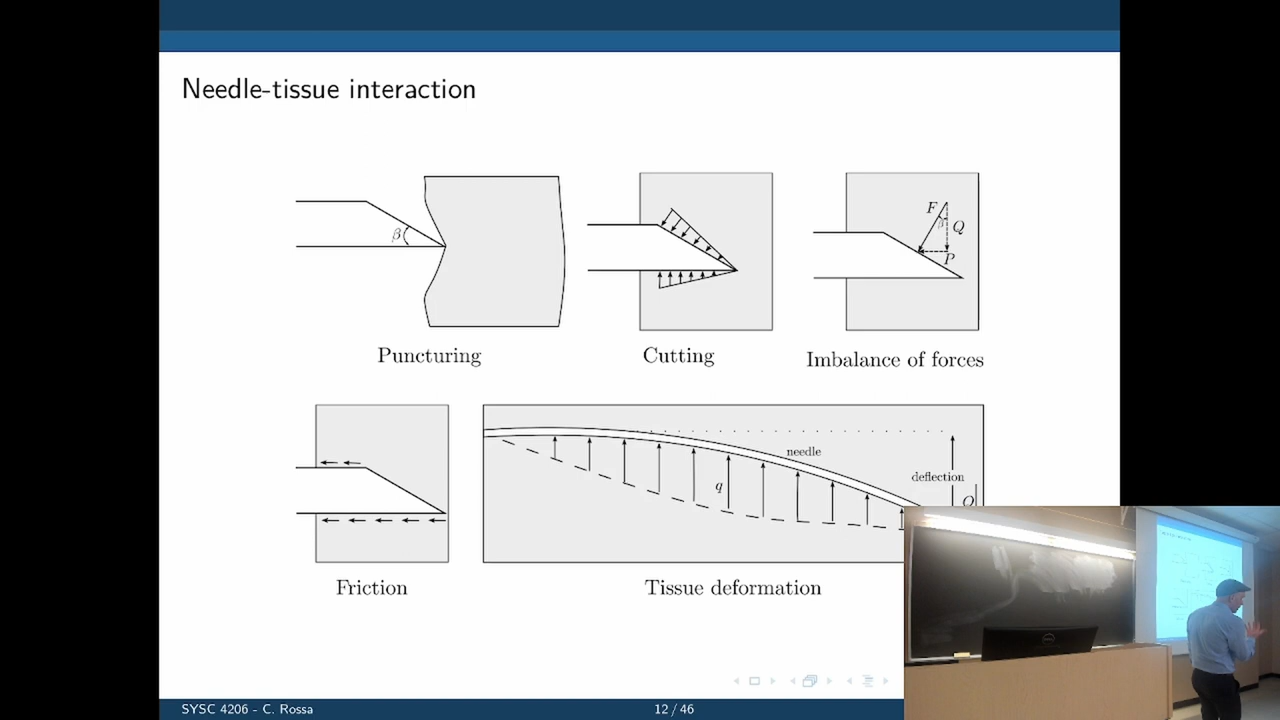 Needle-tissue interaction
β
F
β
Q
P
Puncturing
Cutting
Imbalance of forces
needle
deflection
q
Q
Friction
Tissue deformation
SYSC 4206 - C. Rossa
12 / 46